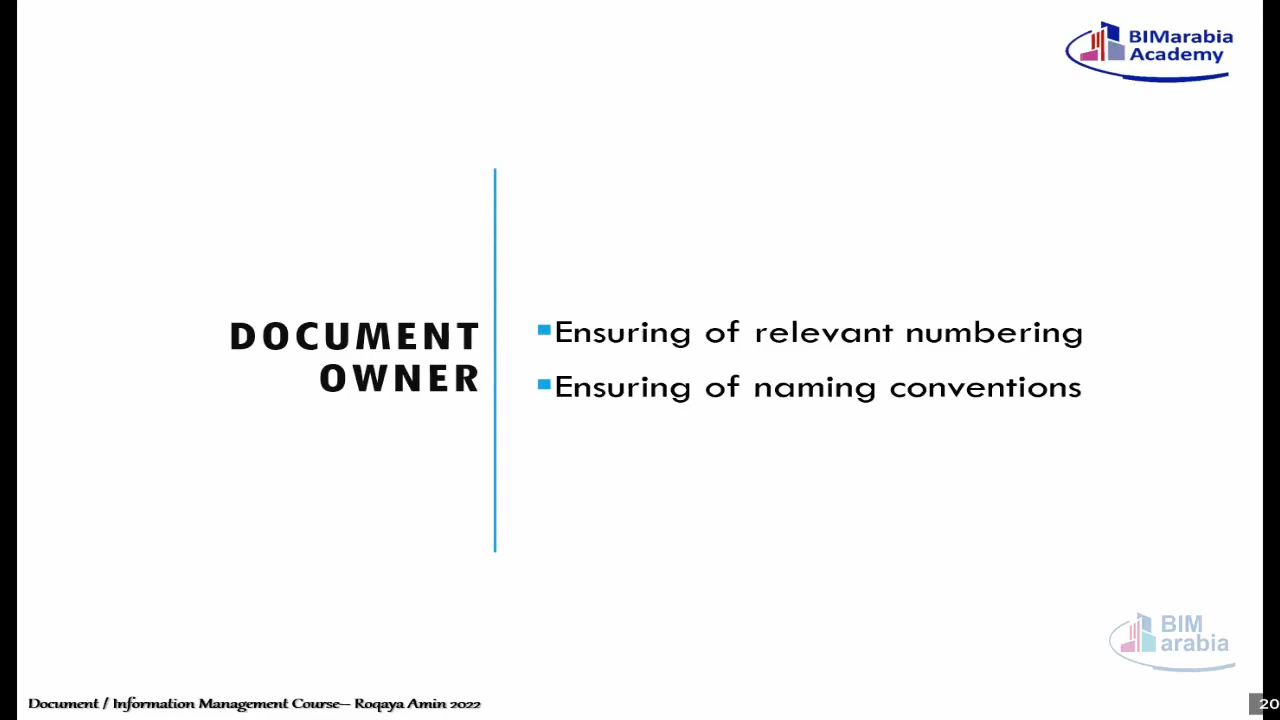 BIMarabia
Academy
DOCUMENT
OWNER
Ensuring of relevant numbering
Ensuring of naming conventions
BIM
arabia
Document / Information Management Course-- Roqaya Amin 2022
20